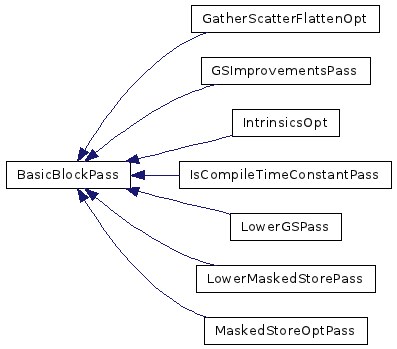 GatherScatterFlattenOpt
GSImprovementsPass
IntrinsicsOpt
BasicBlockPass
IsCompileTimeConstantPass
LowerGSPass
LowerMaskedStorePass
MaskedStoreOptPass